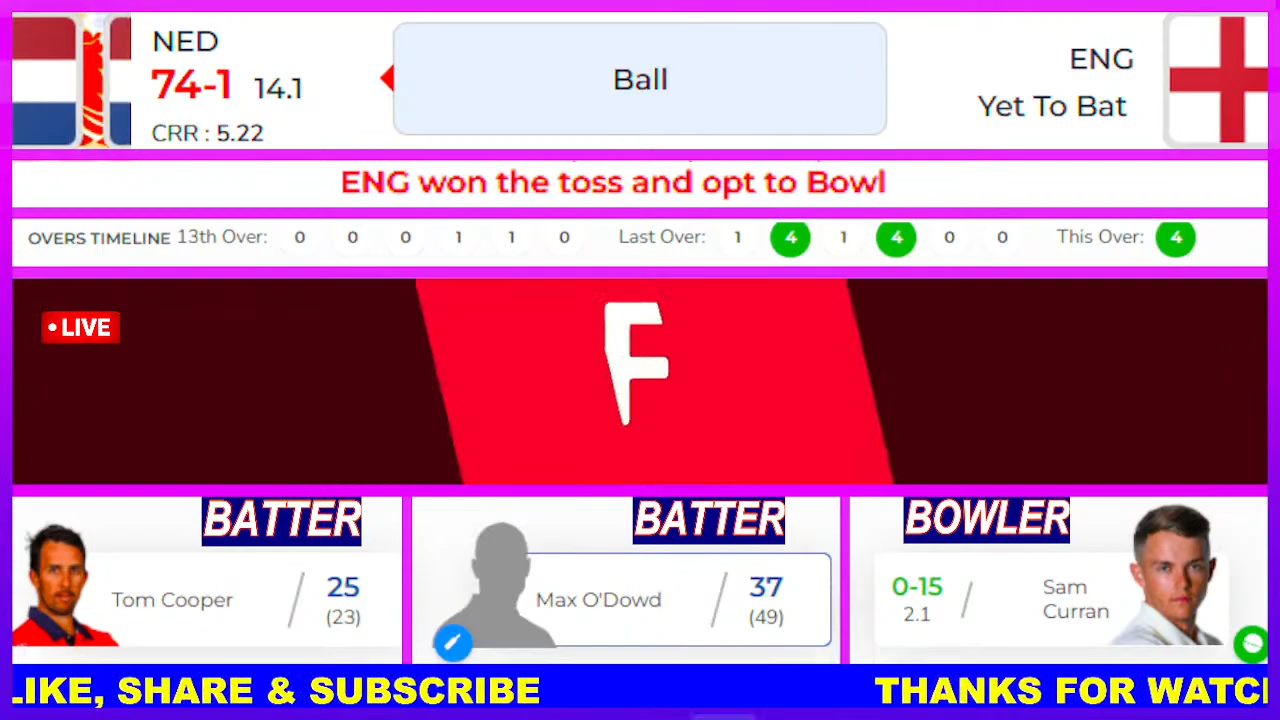 NED
74-1 14.1
CRR : 5.22
Ball
ENG
Yet To Bat
ENG won the toss and opt to Bowl
OVERS TIMELINE 13th Over: 0 0 0 1 1 0 Last Over: 1 4 1 4 0 0 This Over: 4
• LIVE
F
BATTER
Tom Cooper
25
(23)
BATTER
Max O'Dowd
37
(49)
BOWLER
0-15
2.1
Sam
Curran
LIKE, SHARE & SUBSCRIBE THANKS FOR WATC